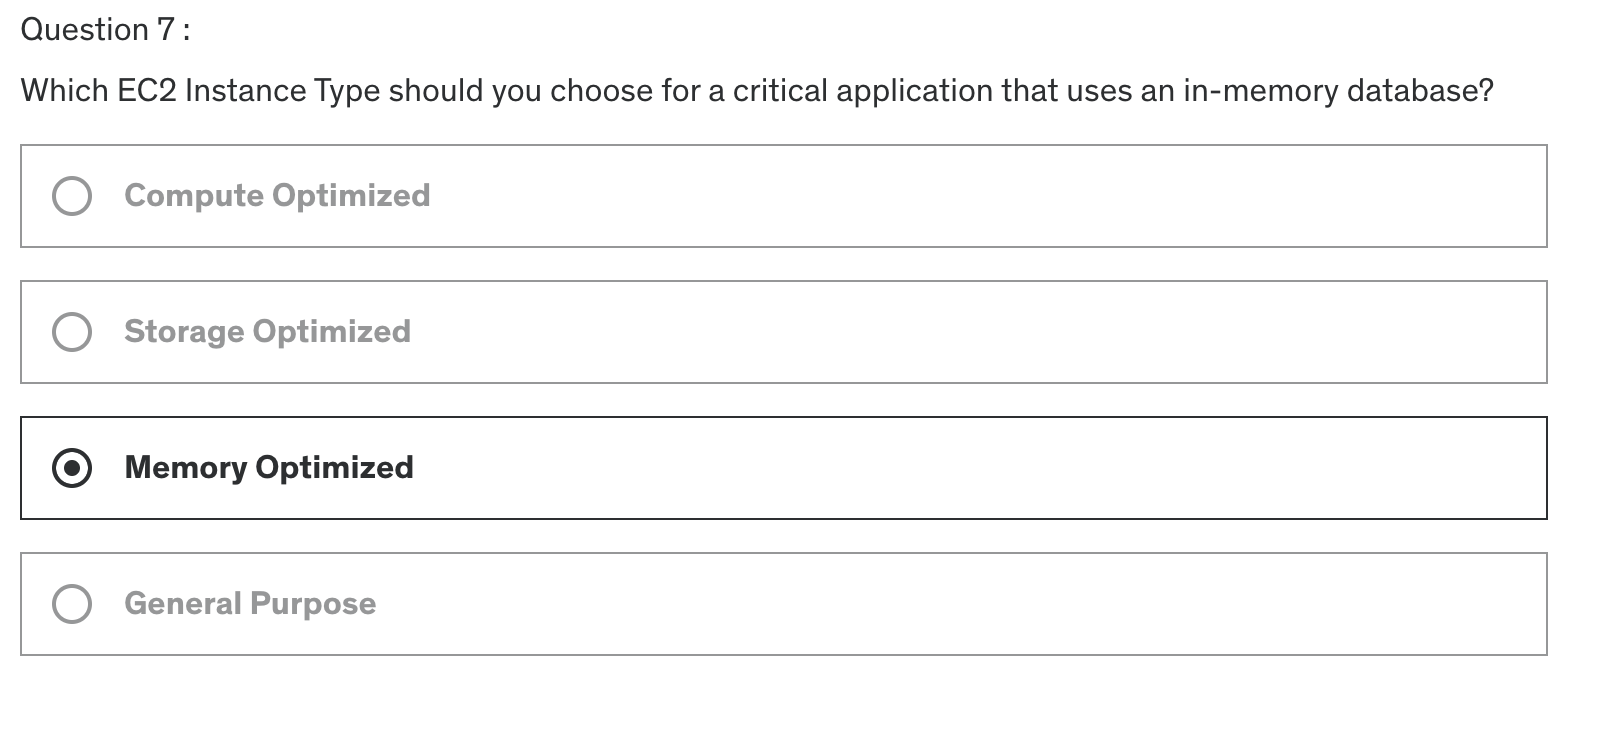 Question 7 :
Which EC2 Instance Type should you choose for a critical application that uses an in-memory database?
Compute Optimized
Storage Optimized
Memory Optimized
General Purpose